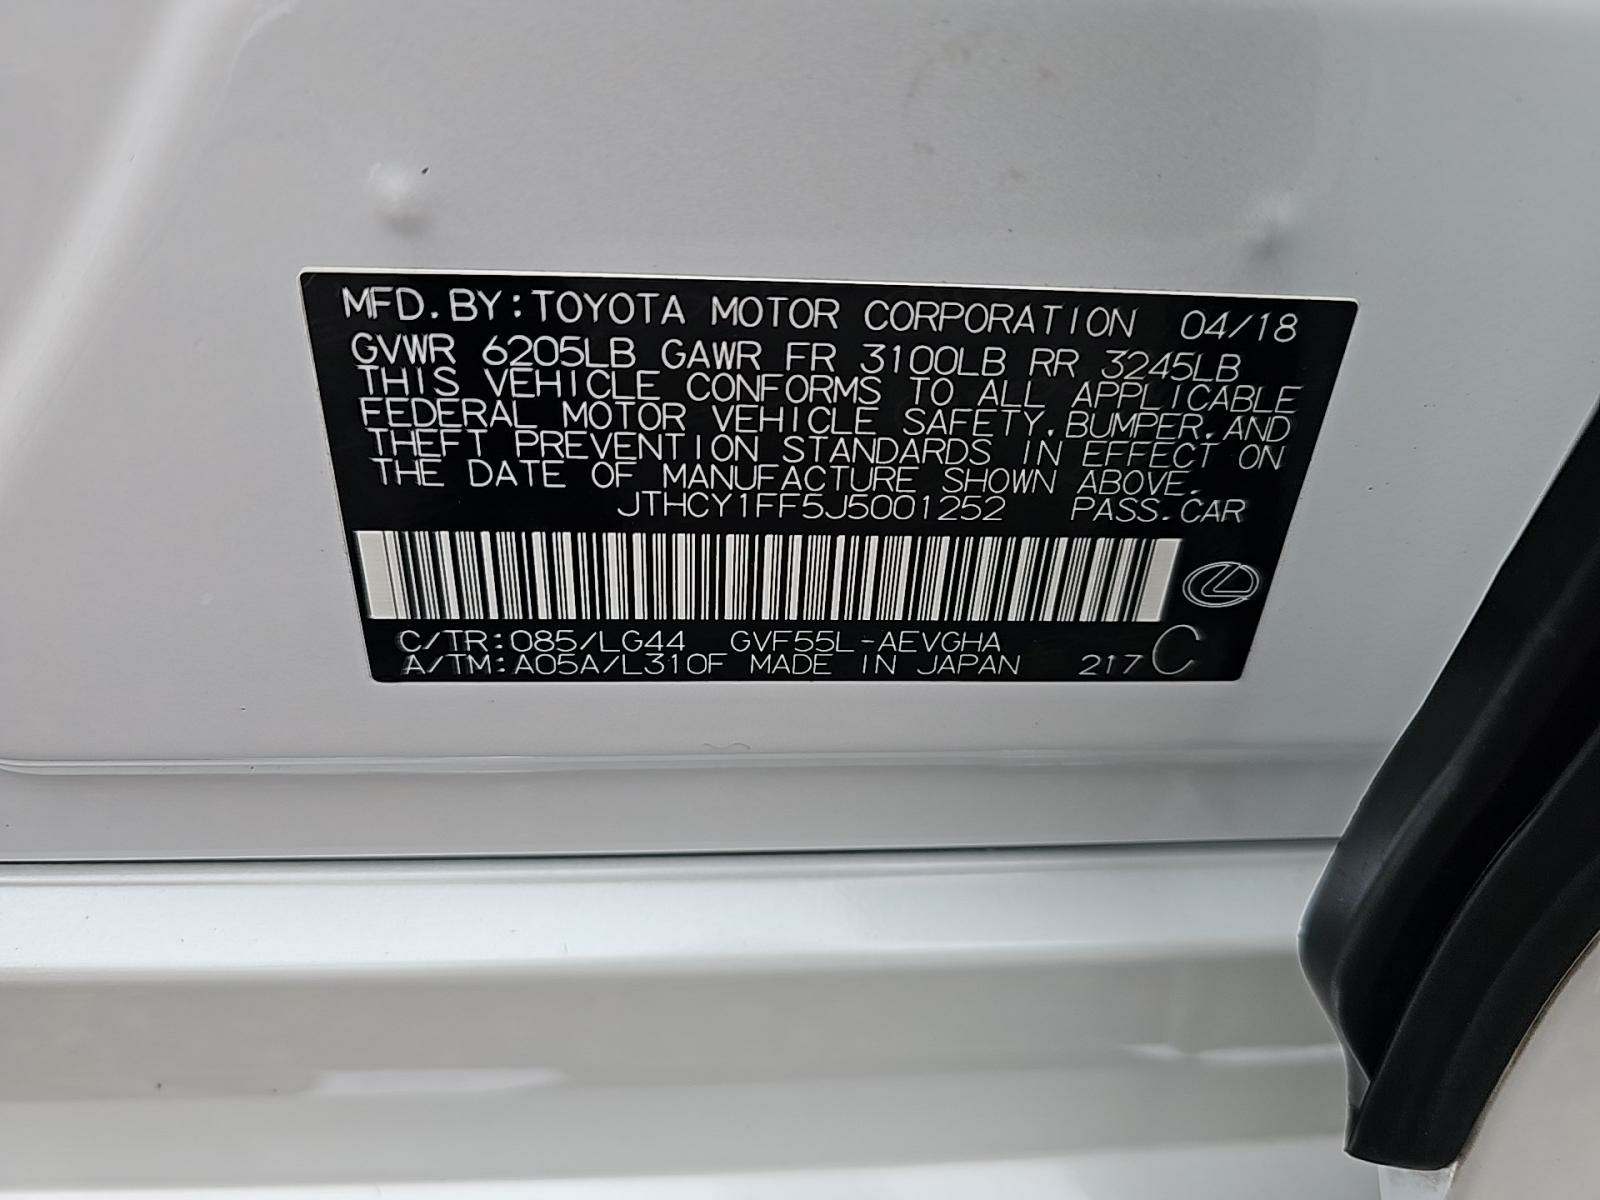 MFD.BY:TOYOTA MOTOR CORPORATION 04/18
GVWR 6205LB GAWR FR 3100LB RR 3245LB
THIS VEHICLE CONFORMS TO ALL APPLICABLE
FEDERAL MOTOR VEHICLE SAFETY,BUMPER,AND
THEFT PREVENTION STANDARDS IN EFFECT ON
THE DATE OF MANUFACTURE SHOWN ABOVE.
JTHCY1FF5J5001252 PASS.CAR
C/TR:085/LG44 GVF55L-AEVGHA
A/TM:A05A/L310F MADE IN JAPAN 217 C